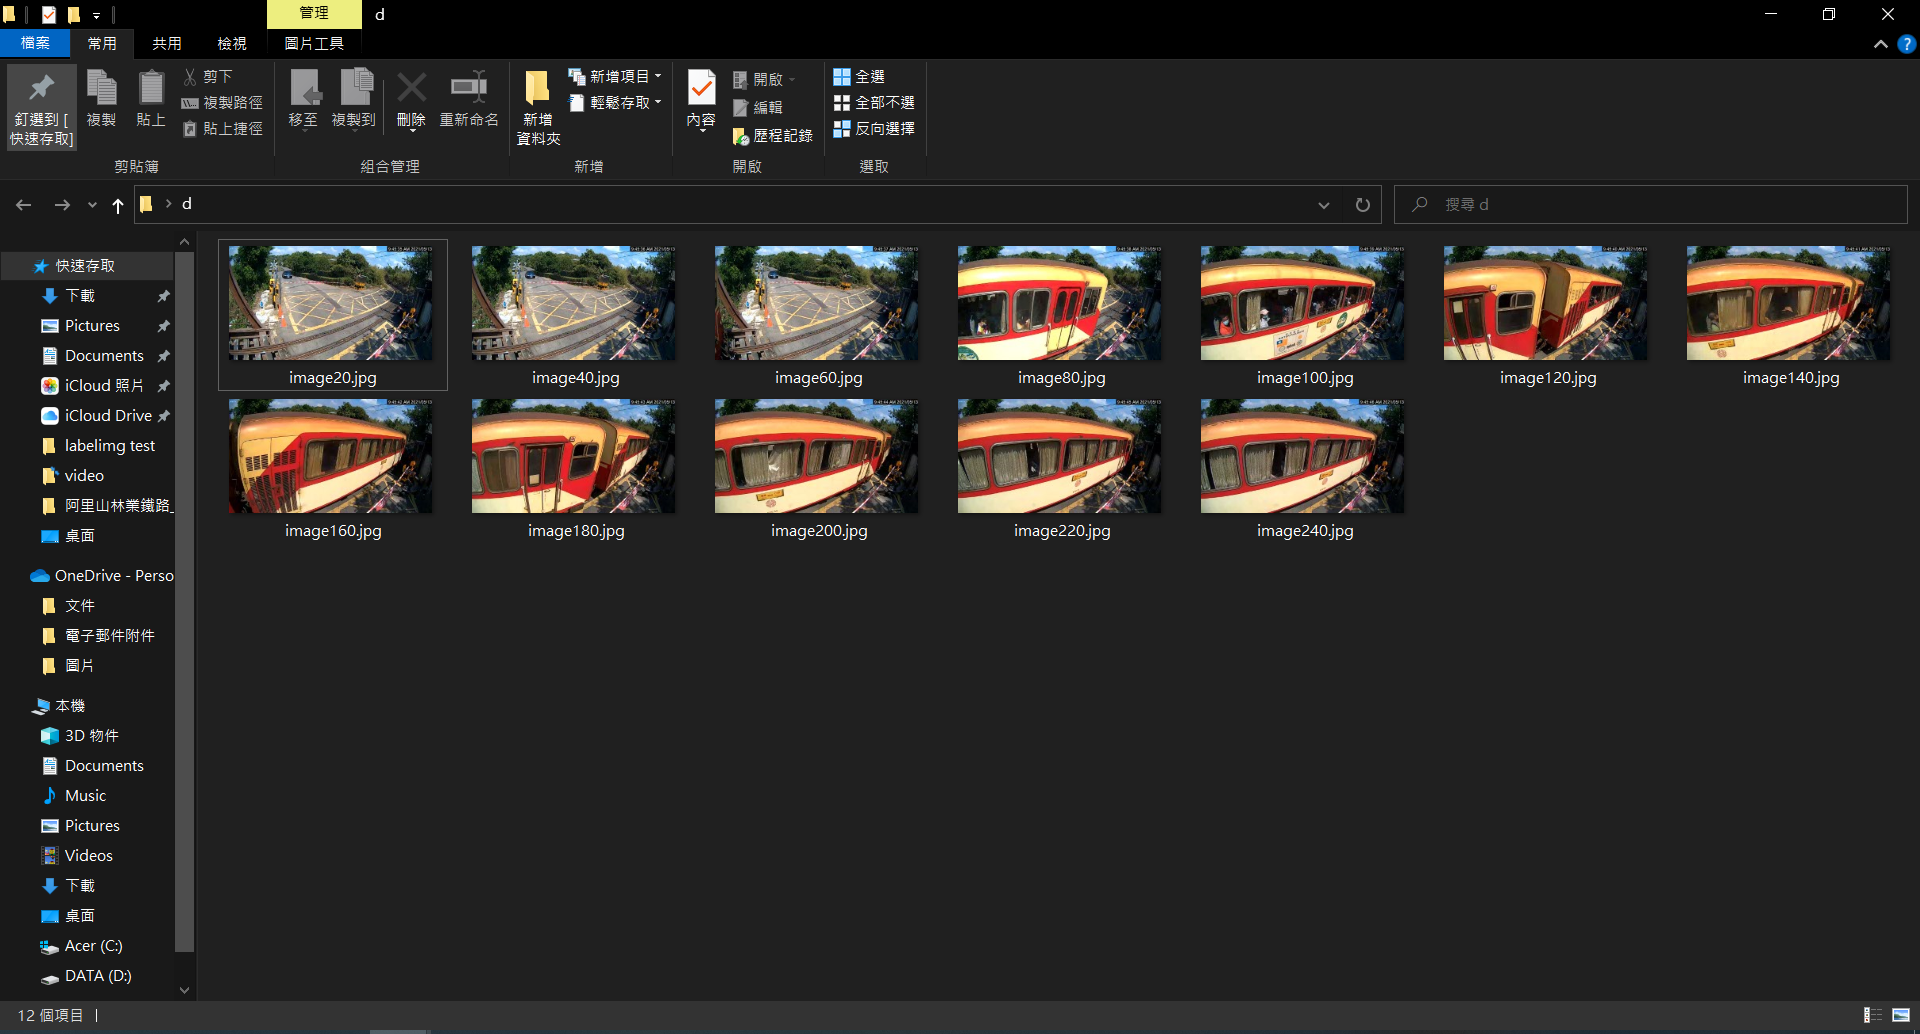 管理
d
檔案
常用
共用
檢視
圖片工具
釘選到 [
快速存取]
複製
貼上
剪下
複製路徑
貼上捷徑
剪貼簿
移至
複製到
刪除
重新命名
組合管理
新增
資料夾
新增項目
輕鬆存取
新增
內容
開啟
編輯
歷程記錄
開啟
全選
全部不選
反向選擇
選取
d
搜尋 d
快速存取
下載
Pictures
Documents
iCloud 照片
iCloud Drive
labelimg test
video
阿里山林業鐵路_
桌面
OneDrive - Perso
文件
電子郵件附件
圖片
本機
3D 物件
Documents
Music
Pictures
Videos
下載
桌面
Acer (C:)
DATA (D:)
image20.jpg
image40.jpg
image60.jpg
image80.jpg
image100.jpg
image120.jpg
image140.jpg
image160.jpg
image180.jpg
image200.jpg
image220.jpg
image240.jpg
12 個項目